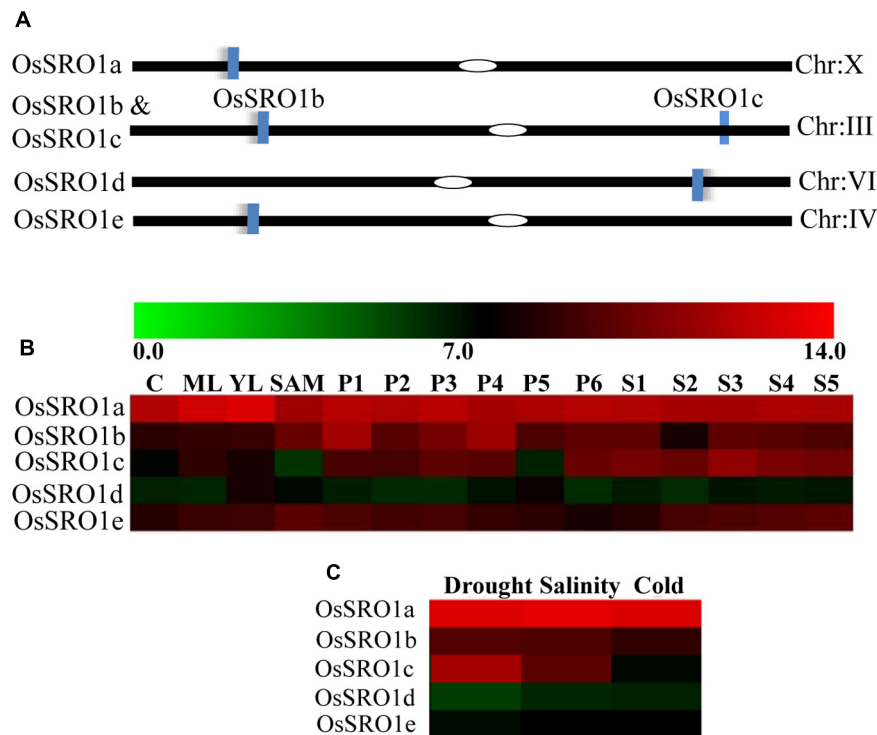 A
OsSRO1a Chr:X
OsSRO1b &
OsSRO1c
OsSRO1b OsSRO1c
Chr:III
OsSRO1d Chr:VI
OsSRO1e Chr:IV
0.0 7.0 14.0
B
C ML YL SAM P1 P2 P3 P4 P5 P6 S1 S2 S3 S4 S5
OsSRO1a
OsSRO1b
OsSRO1c
OsSRO1d
OsSRO1e
C
Drought Salinity Cold
OsSRO1a
OsSRO1b
OsSRO1c
OsSRO1d
OsSRO1e